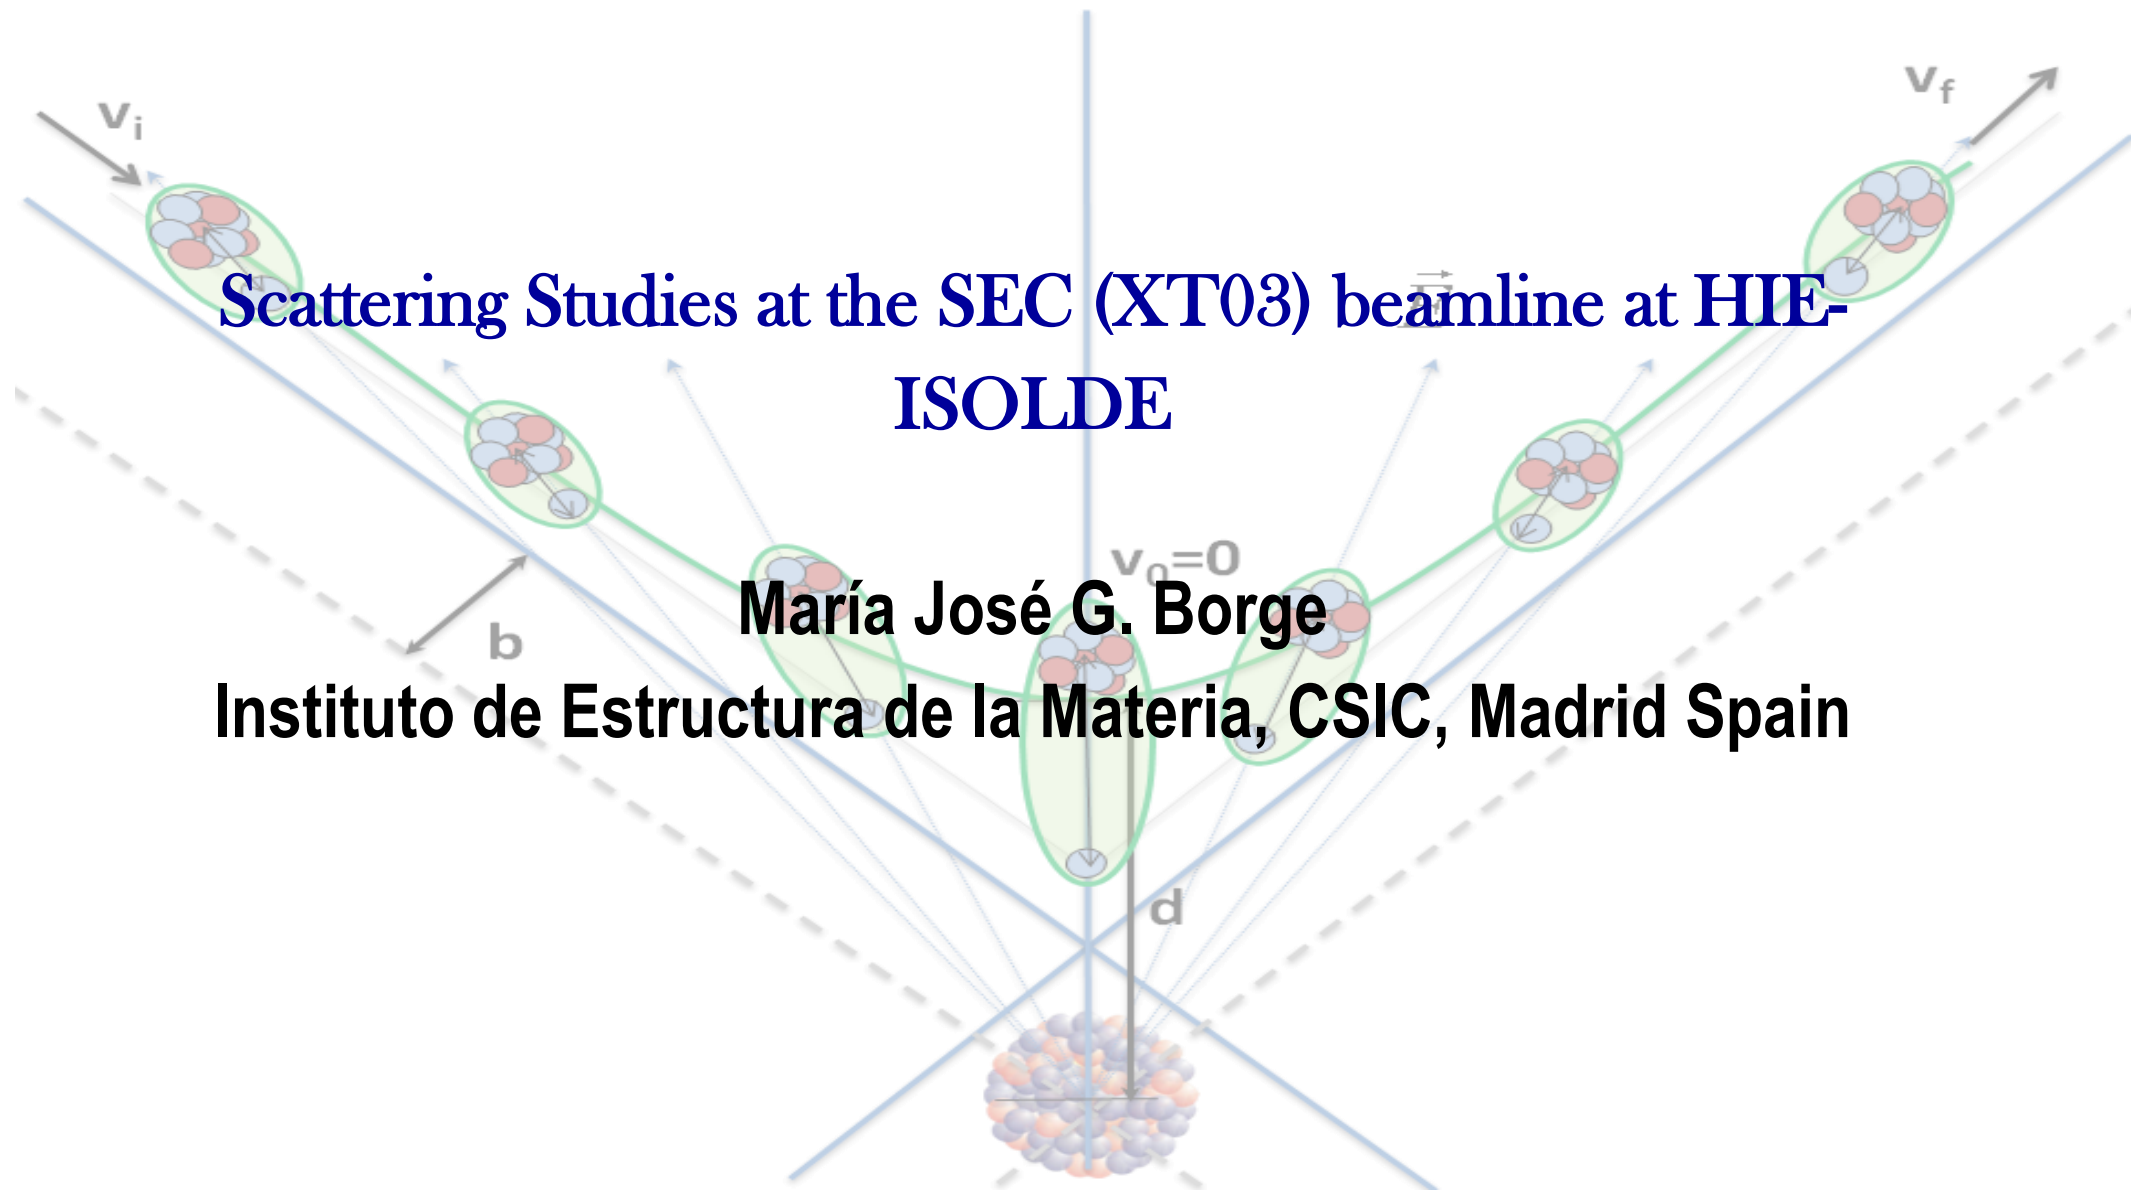 vi
vf
Scattering Studies at the SEC (XT03) beamline at HIE-
ISOLDE
v0=0
María José G. Borge
b
Instituto de Estructura de la Materia, CSIC, Madrid Spain
d